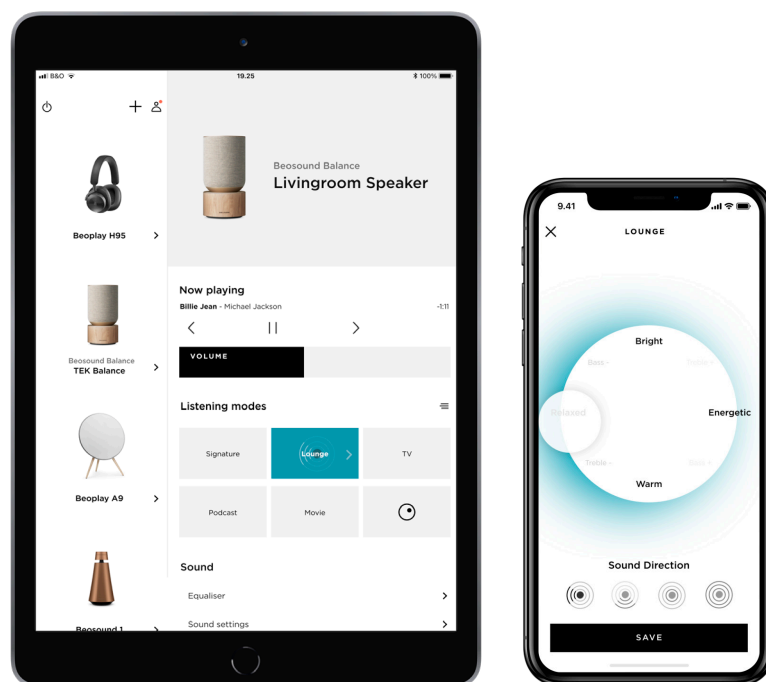 B&O
19.25
100%
Beoplay H95
Beosound Balance
TEK Balance
Beoplay A9
Beosound 1
Beosound Balance
Livingroom Speaker
Now playing
Billie Jean - Michael Jackson
-1:11
VOLUME
Listening modes
Signature
Lounge
TV
Podcast
Movie
Sound
Equaliser
Sound settings
9.41
LOUNGE
Bright
Bass -
Relaxed
Energetic
Treble -
Warm
Sound Direction
SAVE